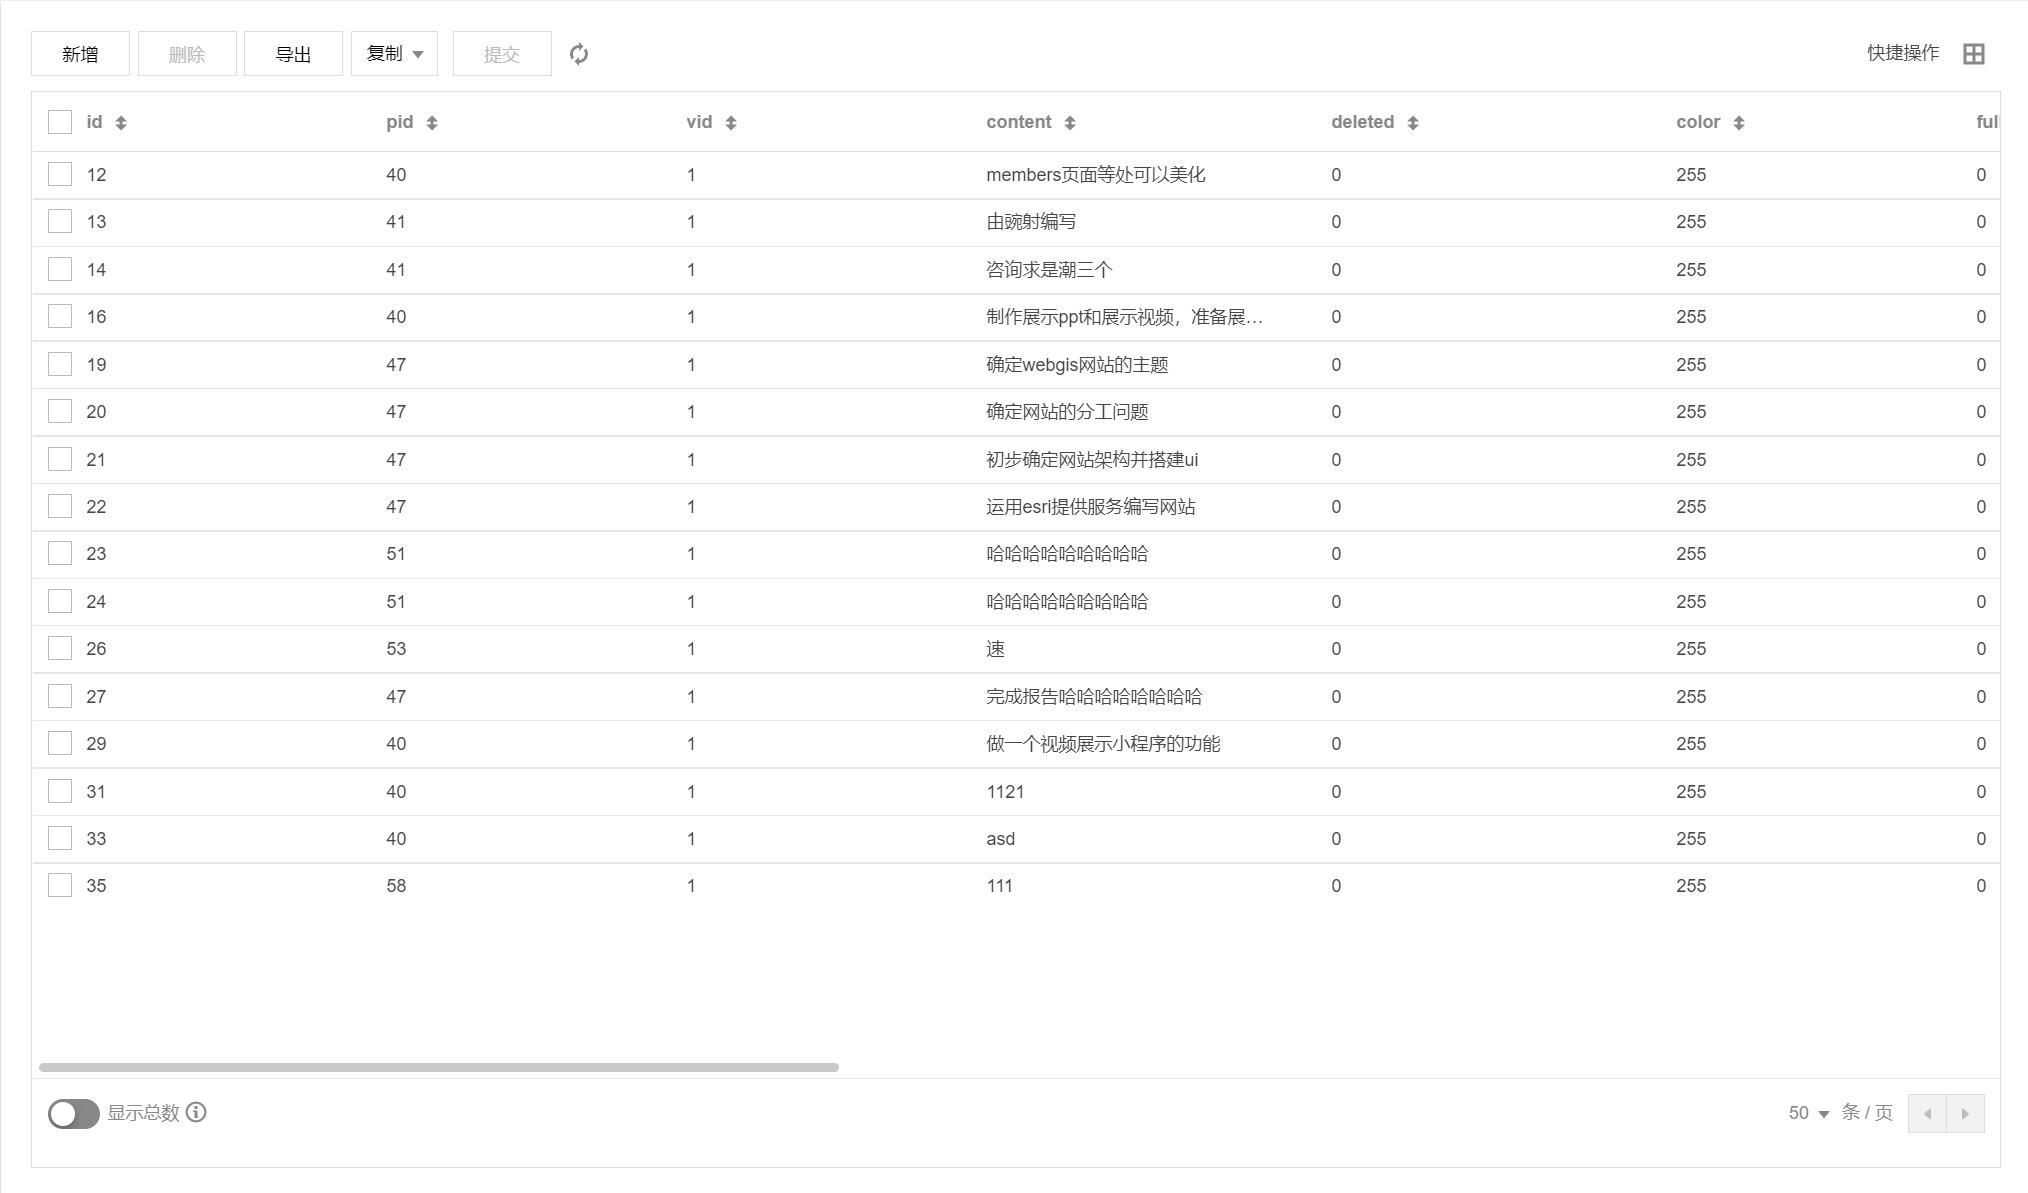 新增 删除 导出 复制 提交 快捷操作
id pid vid content deleted color full
12 40 1 members页面等处可以美化 0 255 0
13 41 1 由豌射编写 0 255 0
14 41 1 咨询求是潮三个 0 255 0
16 40 1 制作展示ppt和展示视频，准备展… 0 255 0
19 47 1 确定webgis网站的主题 0 255 0
20 47 1 确定网站的分工问题 0 255 0
21 47 1 初步确定网站架构并搭建ui 0 255 0
22 47 1 运用esri提供服务编写网站 0 255 0
23 51 1 哈哈哈哈哈哈哈哈哈 0 255 0
24 51 1 哈哈哈哈哈哈哈哈哈 0 255 0
26 53 1 速 0 255 0
27 47 1 完成报告哈哈哈哈哈哈哈哈 0 255 0
29 40 1 做一个视频展示小程序的功能 0 255 0
31 40 1 1121 0 255 0
33 40 1 asd 0 255 0
35 58 1 111 0 255 0
显示总数 50 条 / 页